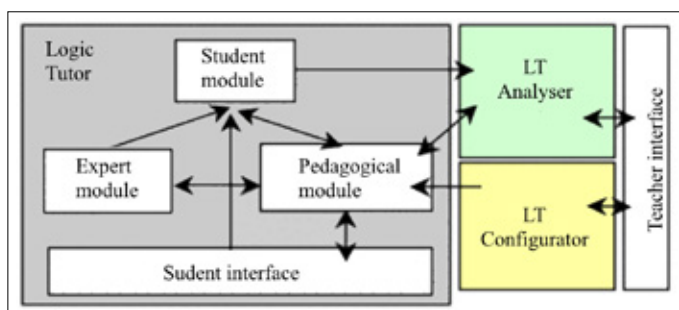 Logic
Tutor
Student
module
Expert
module
Pedagogical
module
Sudent interface
LT
Analyser
LT
Configurator
Teacher interface